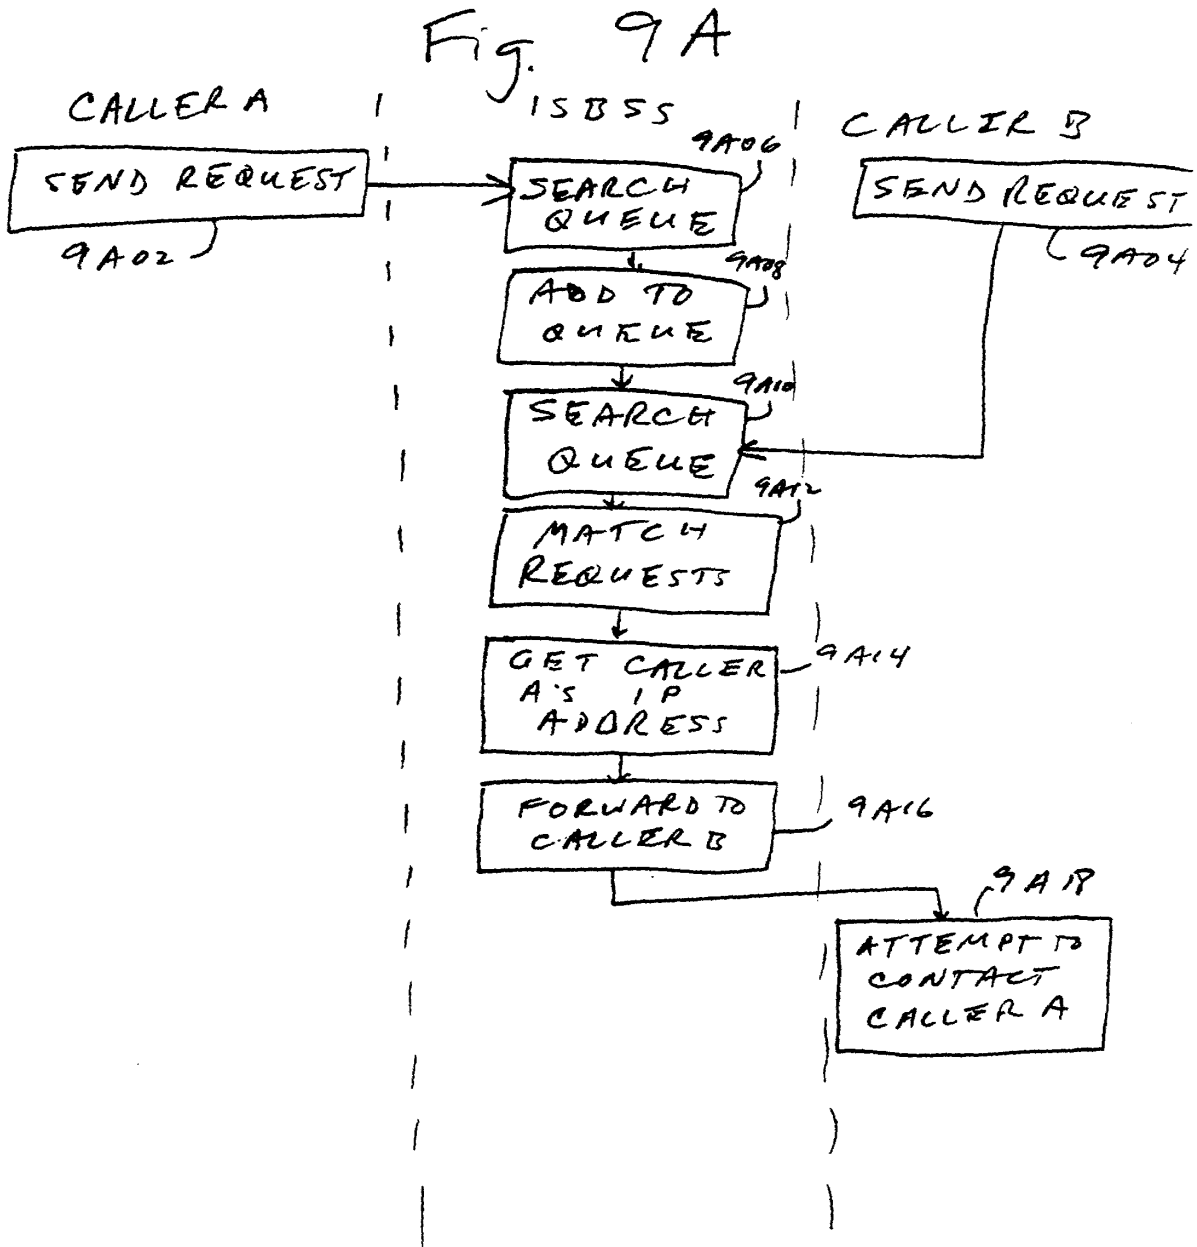 Fig. 9A
CALLER A
ISBSS
CALLER B
SEND REQUEST
9A02
9A06
SEARCH
QUEUE
SEND REQUEST
9A04
9A08
ADD TO
QUEUE
9A10
SEARCH
QUEUE
9A12
MATCH
REQUESTS
GET CALLER
A'S IP
ADDRESS
9A14
FORWARD TO
CALLER B
9A16
9A18
ATTEMPT TO
CONTACT
CALLER A